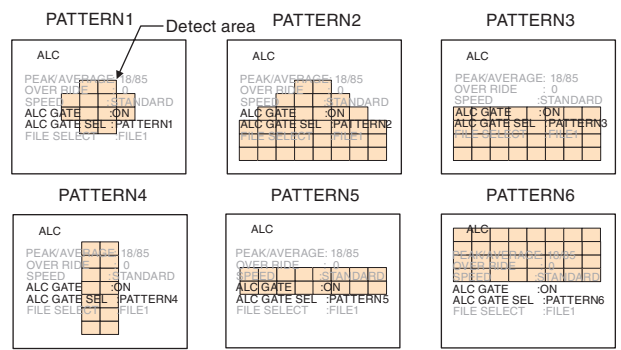 PATTERN1
Detect area
PATTERN2
PATTERN3
ALC
PEAK/AVERAGE: 18/85
OVER RIDE : 0
SPEED :STANDARD
ALC GATE :ON
ALC GATE SEL :PATTERN1
FILE SELECT :FILE1
ALC
PEAK/AVERAGE: 18/85
OVER RIDE : 0
SPEED :STANDARD
ALC GATE :ON
ALC GATE SEL :PATTERN2
FILE SELECT :FILE1
ALC
PEAK/AVERAGE: 18/85
OVER RIDE : 0
SPEED :STANDARD
ALC GATE :ON
ALC GATE SEL :PATTERN3
FILE SELECT :FILE1
PATTERN4
PATTERN5
PATTERN6
ALC
PEAK/AVERAGE: 18/85
OVER RIDE : 0
SPEED :STANDARD
ALC GATE :ON
ALC GATE SEL :PATTERN4
FILE SELECT :FILE1
ALC
PEAK/AVERAGE: 18/85
OVER RIDE : 0
SPEED :STANDARD
ALC GATE :ON
ALC GATE SEL :PATTERN5
FILE SELECT :FILE1
ALC
PEAK/AVERAGE: 18/85
OVER RIDE : 0
SPEED :STANDARD
ALC GATE :ON
ALC GATE SEL :PATTERN6
FILE SELECT :FILE1